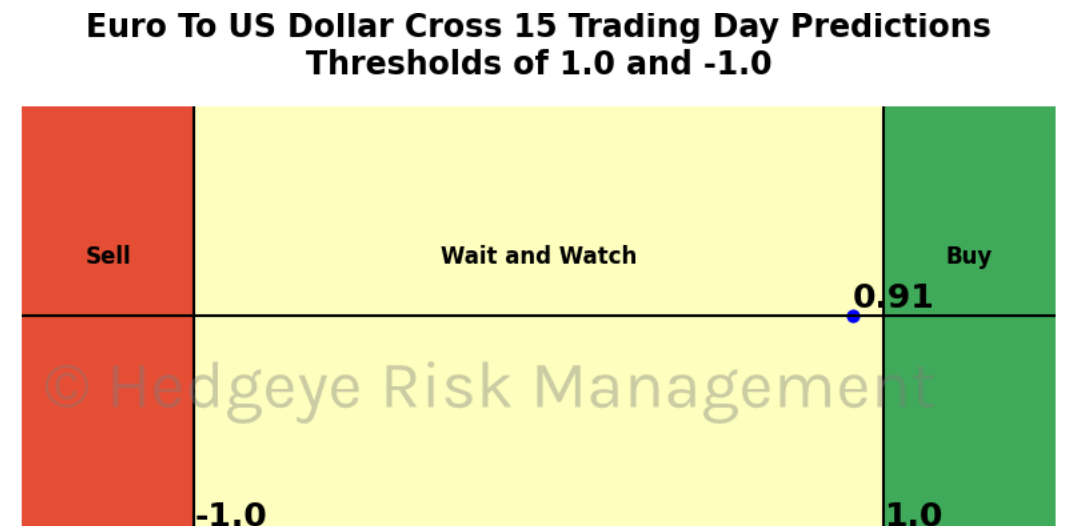 Euro To US Dollar Cross 15 Trading Day Predictions
Thresholds of 1.0 and -1.0
Sell
Wait and Watch
Buy
0.91
© Hedgeye Risk Management
-1.0
1.0